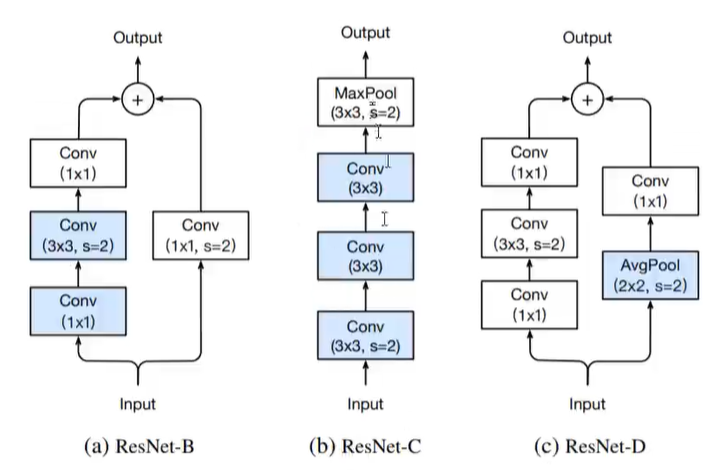 Output
+
Conv
(1x1)
Conv
(3x3, s=2)
Conv
(1x1)
Conv
(1x1, s=2)
Input
(a) ResNet-B
Output
MaxPool
(3x3, s=2)
Conv
(3x3)
Conv
(3x3)
Conv
(3x3, s=2)
Input
(b) ResNet-C
Output
+
Conv
(1x1)
Conv
(3x3, s=2)
Conv
(1x1)
Conv
(1x1)
AvgPool
(2x2, s=2)
Input
(c) ResNet-D